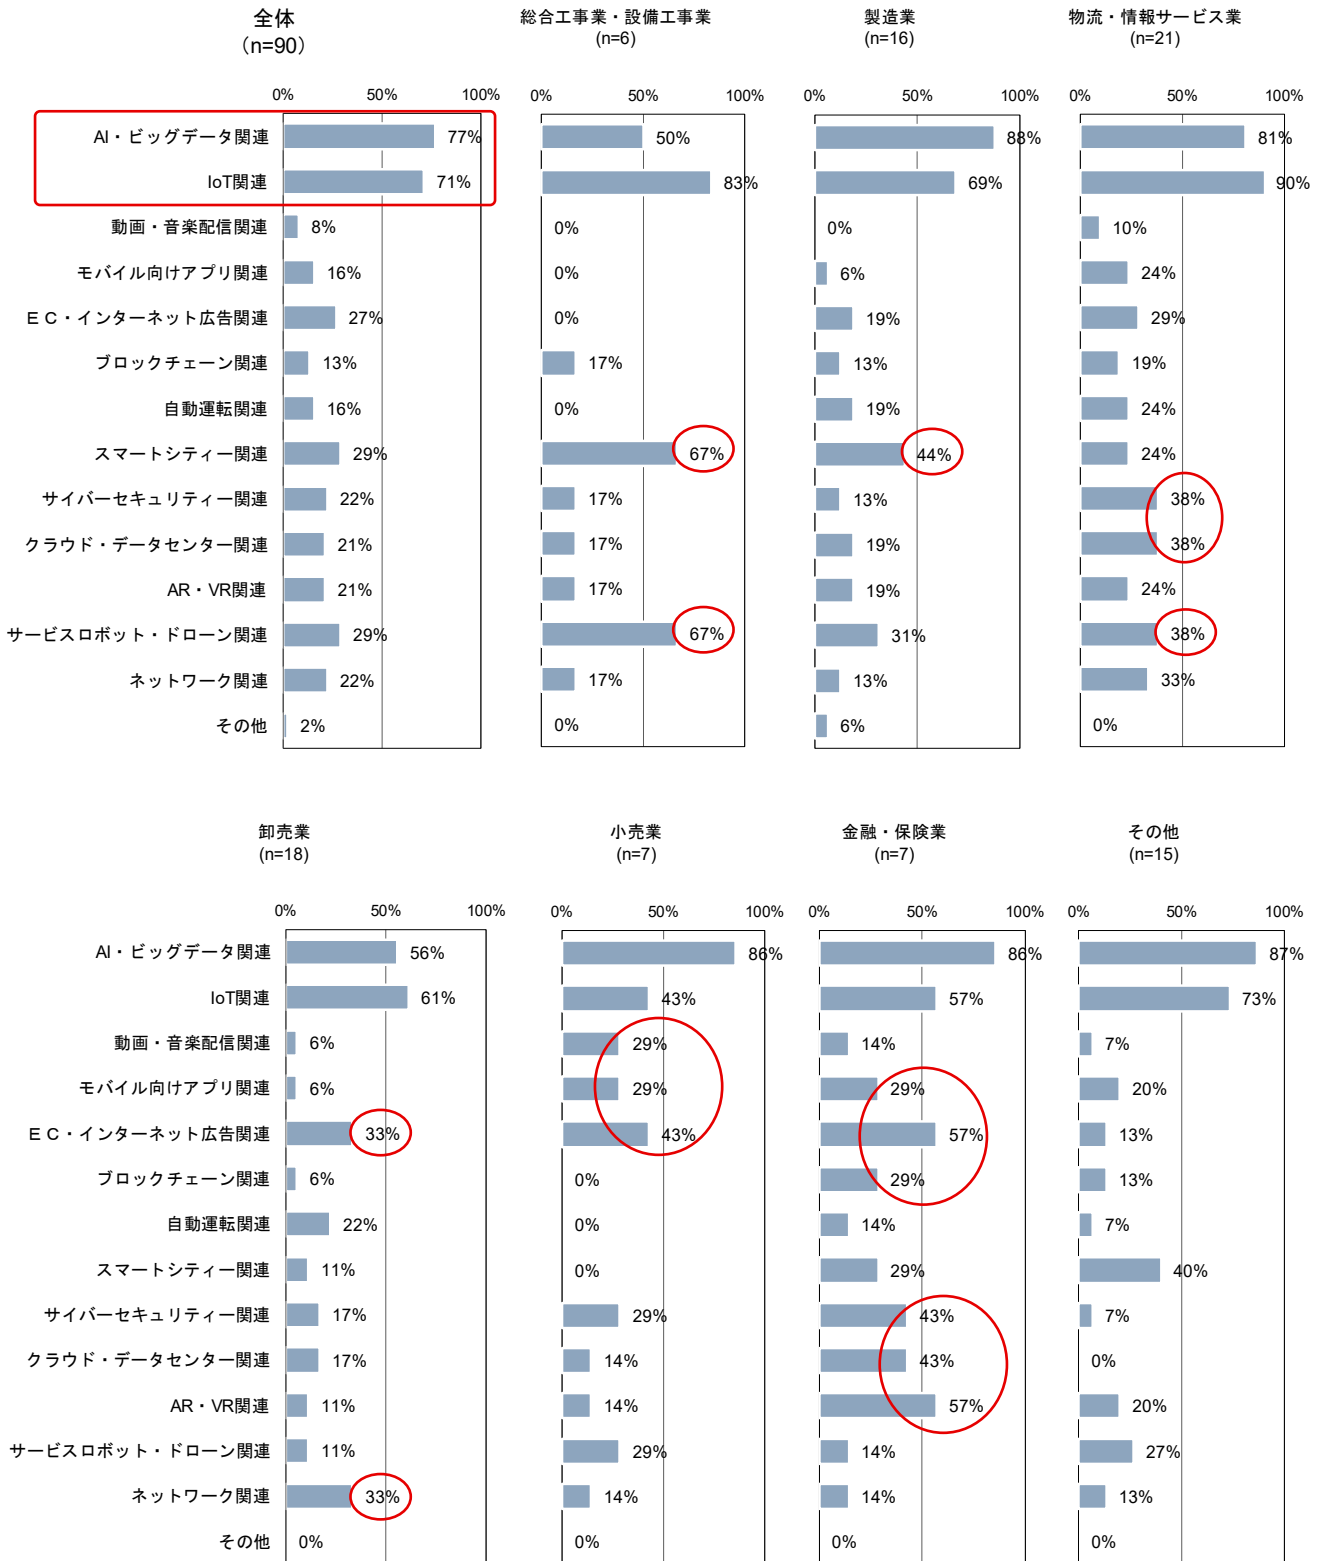 全体
（n=90）
総合工事業・設備工事業
(n=6)
製造業
(n=16)
物流・情報サービス業
(n=21)
0% 50% 100% 0% 50% 100% 0% 50% 100% 0% 50% 100%
AI・ビッグデータ関連 77% 50% 88% 81%
IoT関連 71% 83% 69% 90%
動画・音楽配信関連 8% 0% 0% 10%
モバイル向けアプリ関連 16% 0% 6% 24%
ＥＣ・インターネット広告関連 27% 0% 19% 29%
ブロックチェーン関連 13% 17% 13% 19%
自動運転関連 16% 0% 19% 24%
スマートシティー関連 29% 67% 44% 24%
サイバーセキュリティー関連 22% 17% 13% 38%
クラウド・データセンター関連 21% 17% 19% 38%
AR・VR関連 21% 17% 19% 24%
サービスロボット・ドローン関連 29% 67% 31% 38%
ネットワーク関連 22% 17% 13% 33%
その他 2% 0% 6% 0%
卸売業
(n=18)
小売業
(n=7)
金融・保険業
(n=7)
その他
(n=15)
0% 50% 100% 0% 50% 100% 0% 50% 100% 0% 50% 100%
AI・ビッグデータ関連 56% 86% 86% 87%
IoT関連 61% 43% 57% 73%
動画・音楽配信関連 6% 29% 14% 7%
モバイル向けアプリ関連 6% 29% 29% 20%
ＥＣ・インターネット広告関連 33% 43% 57% 13%
ブロックチェーン関連 6% 0% 29% 13%
自動運転関連 22% 0% 14% 7%
スマートシティー関連 11% 0% 29% 40%
サイバーセキュリティー関連 17% 29% 43% 7%
クラウド・データセンター関連 17% 14% 43% 0%
AR・VR関連 11% 14% 57% 20%
サービスロボット・ドローン関連 11% 29% 14% 27%
ネットワーク関連 33% 14% 14% 13%
その他 0% 0% 0% 0%